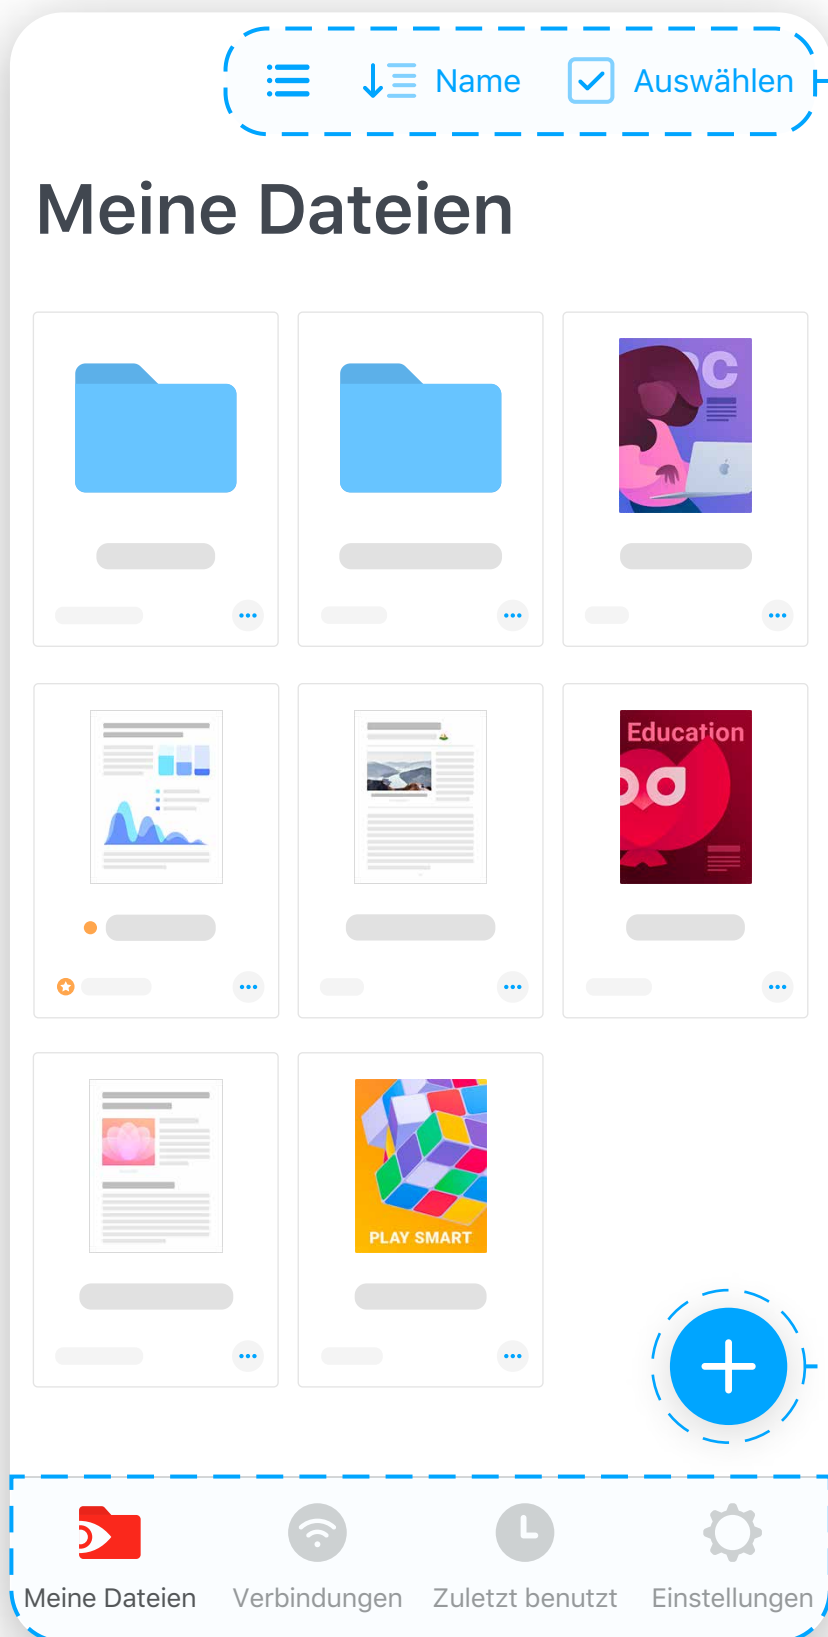 Name Auswählen
Meine Dateien
C
Education
PLAY SMART
Meine Dateien Verbindungen Zuletzt benutzt Einstellungen